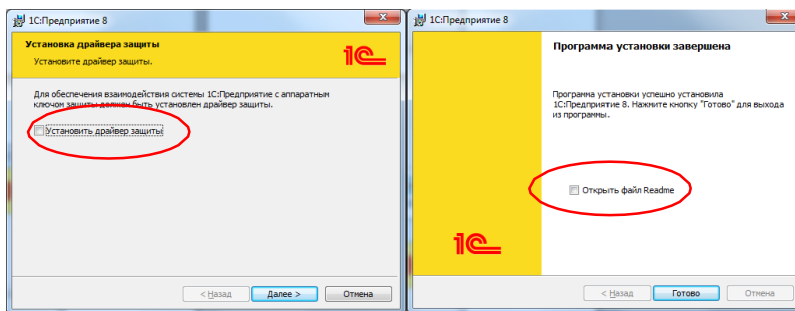 1С:Предприятие 8
Установка драйвера защиты
Установите драйвер защиты.
1С
Для обеспечения взаимодействия системы 1С:Предприятие с аппаратным
ключом защиты должен быть установлен драйвер защиты.
Установить драйвер защиты
< Назад
Далее >
Отмена
1С:Предприятие 8
Программа установки завершена
Программа установки успешно установила
1С:Предприятие 8. Нажмите кнопку "Готово" для выхода
из программы.
Открыть файл Readme
1С
< Назад
Готово
Отмена